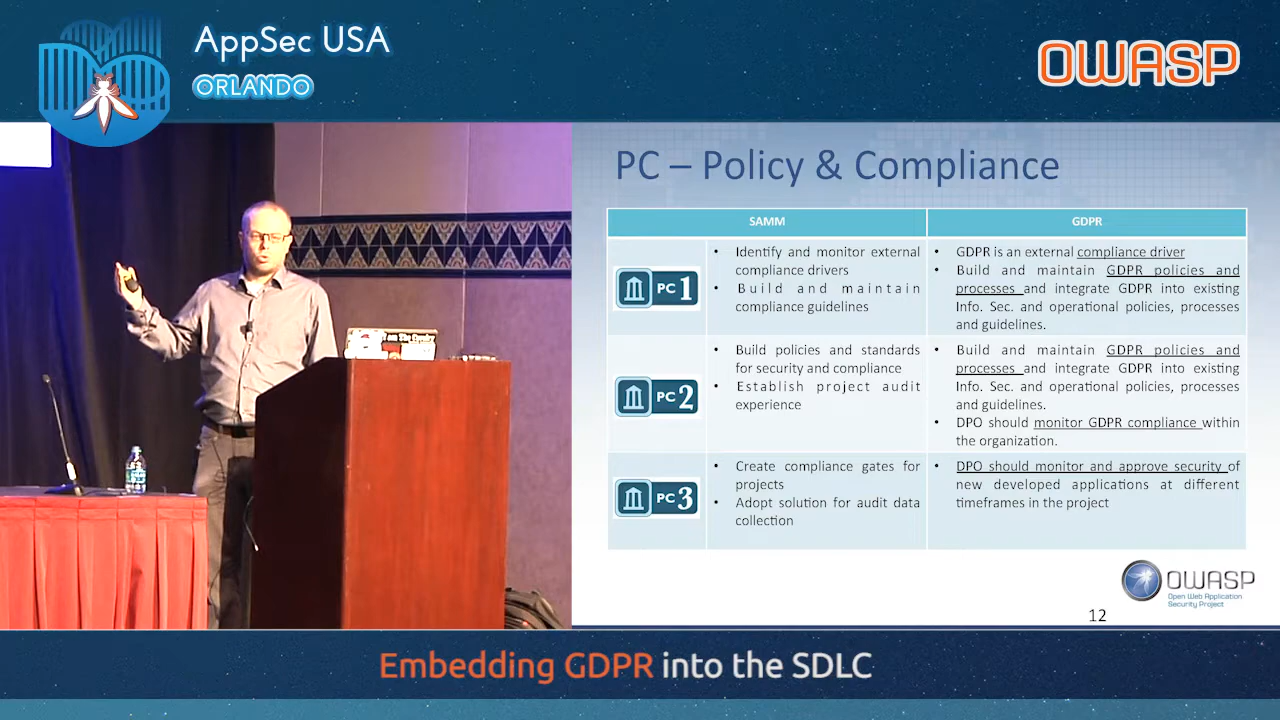 AppSec USA
ORLANDO
OWASP
PC – Policy & Compliance
SAMM
GDPR
PC 1
• Identify and monitor external
compliance drivers
• Build and maintain
compliance guidelines
• GDPR is an external compliance driver
• Build and maintain GDPR policies and
processes and integrate GDPR into existing
Info. Sec. and operational policies, processes
and guidelines.
PC 2
• Build policies and standards
for security and compliance
• Establish project audit
experience
• Build and maintain GDPR policies and
processes and integrate GDPR into existing
Info. Sec. and operational policies, processes
and guidelines.
• DPO should monitor GDPR compliance within
the organization.
PC 3
• Create compliance gates for
projects
• Adopt solution for audit data
collection
• DPO should monitor and approve security of
new developed applications at different
timeframes in the project
OWASP
Open Web Application
Security Project
12
Embedding GDPR into the SDLC